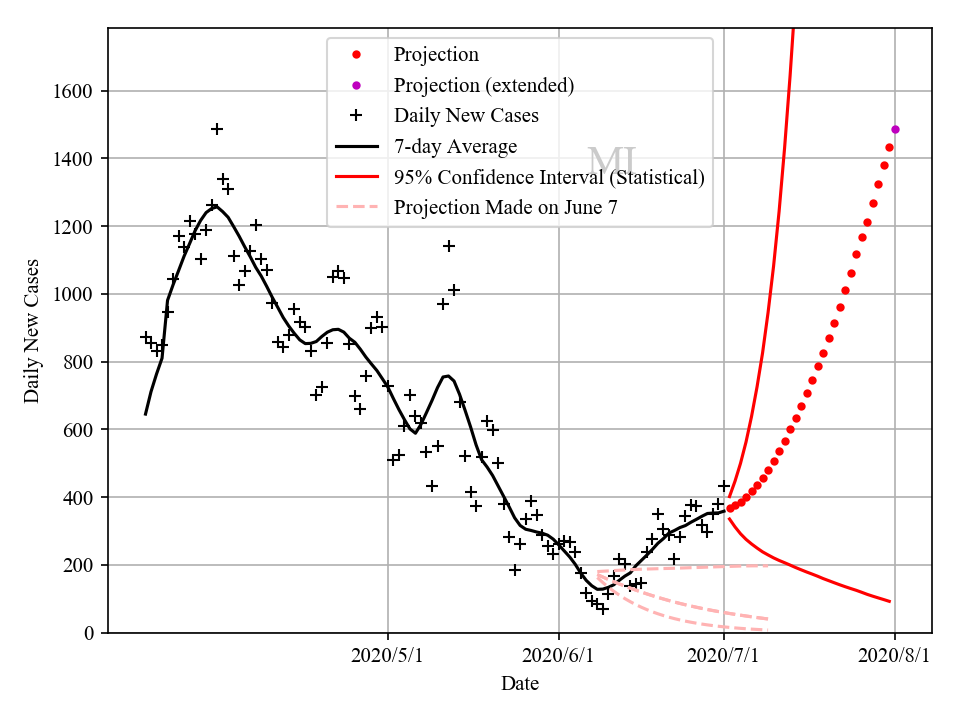 1600
1400
1200
1000
800
600
400
200
0
Daily New Cases
Projection
Projection (extended)
Daily New Cases
7-day Average
95% Confidence Interval (Statistical)
Projection Made on June 7
MI
2020/5/1
2020/6/1
2020/7/1
2020/8/1
Date